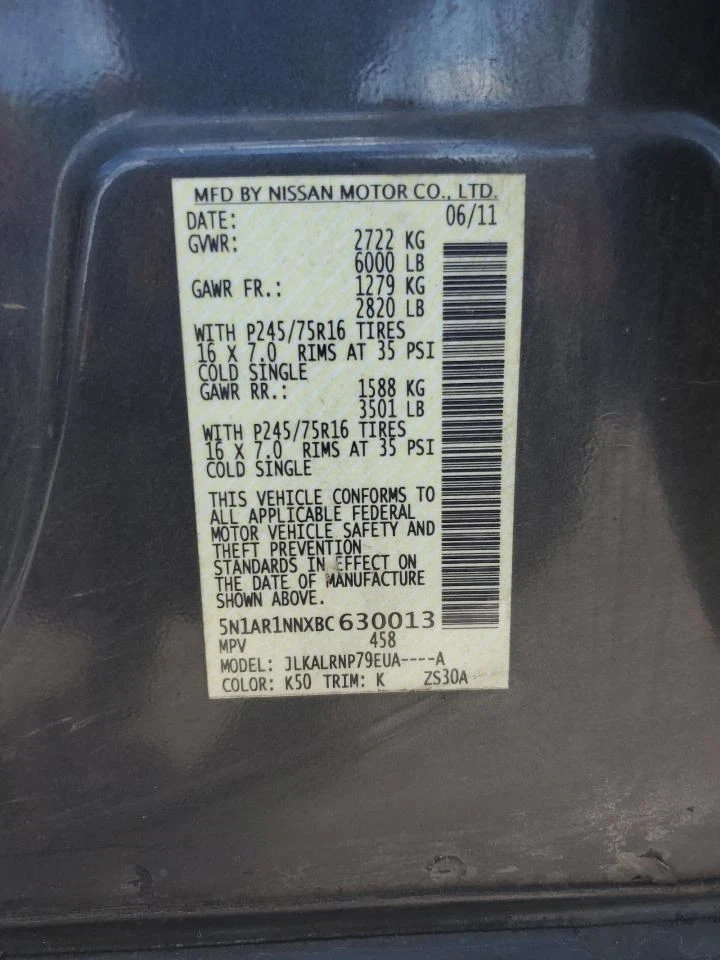 MFD BY NISSAN MOTOR CO., LTD.
DATE: 06/11
GVWR: 2722 KG
6000 LB
GAWR FR.: 1279 KG
2820 LB
WITH P245/75R16 TIRES
16 X 7.0 RIMS AT 35 PSI
COLD SINGLE
GAWR RR.: 1588 KG
3501 LB
WITH P245/75R16 TIRES
16 X 7.0 RIMS AT 35 PSI
COLD SINGLE
THIS VEHICLE CONFORMS TO
ALL APPLICABLE FEDERAL
MOTOR VEHICLE SAFETY AND
THEFT PREVENTION
STANDARDS IN EFFECT ON
THE DATE OF MANUFACTURE
SHOWN ABOVE.
5N1AR1NNXBC630013
MPV 458
MODEL: JLKALRNP79EUA----A
COLOR: K50 TRIM: K ZS30A